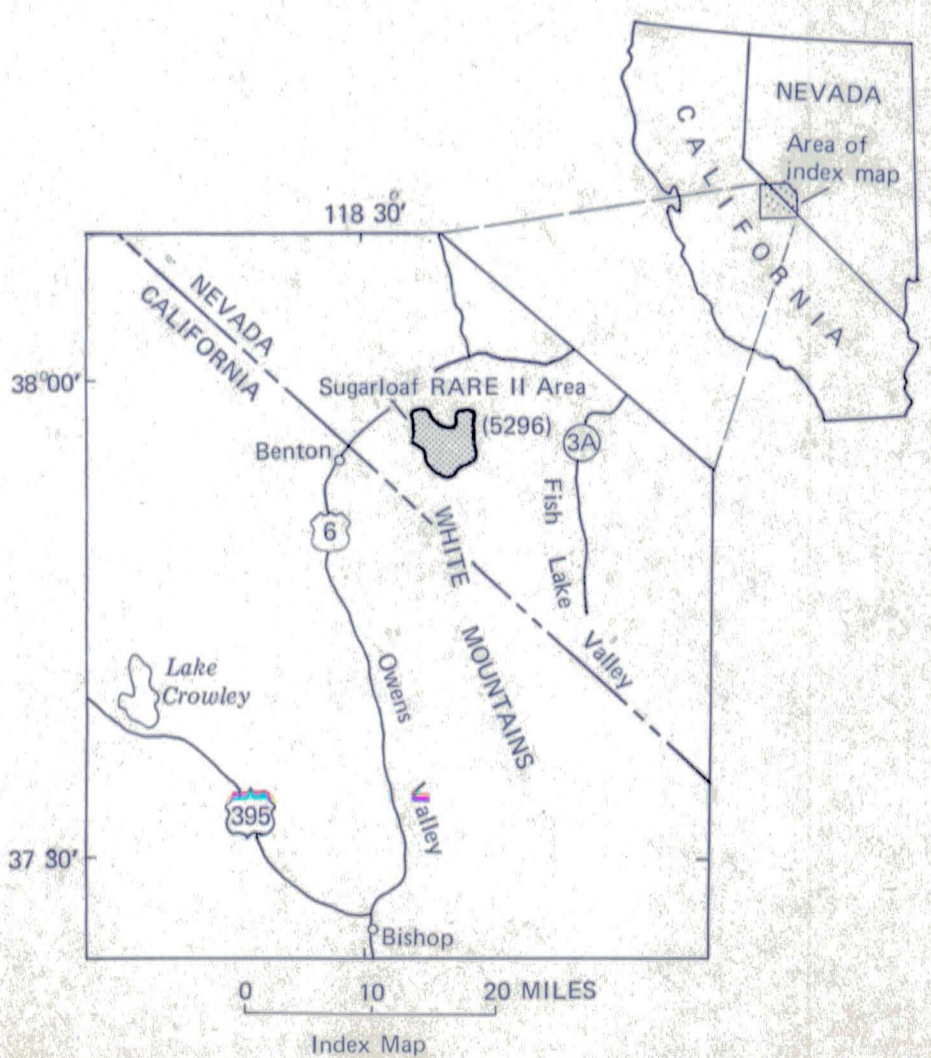 NEVADA
CALIFORNIA
Area of
index map
118 30'
NEVADA
CALIFORNIA
38°00'
Sugarloaf RARE II Area
(5296)
Benton
3A
6
WHITE
MOUNTAINS
Fish Lake Valley
Lake
Crowley
Owens Valley
395
37 30'
Bishop
0 10 20 MILES
Index Map